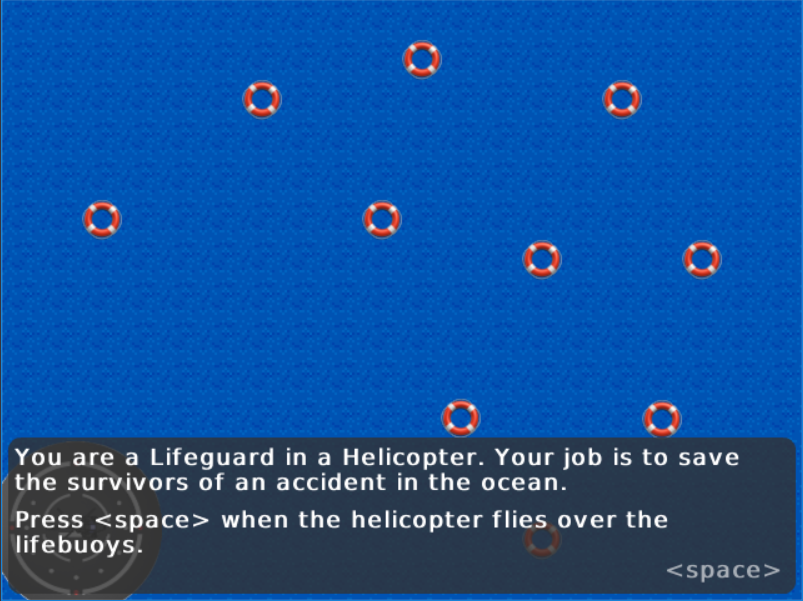 You are a Lifeguard in a Helicopter. Your job is to save
the survivors of an accident in the ocean.
Press <space> when the helicopter flies over the
lifebuoys.
<space>